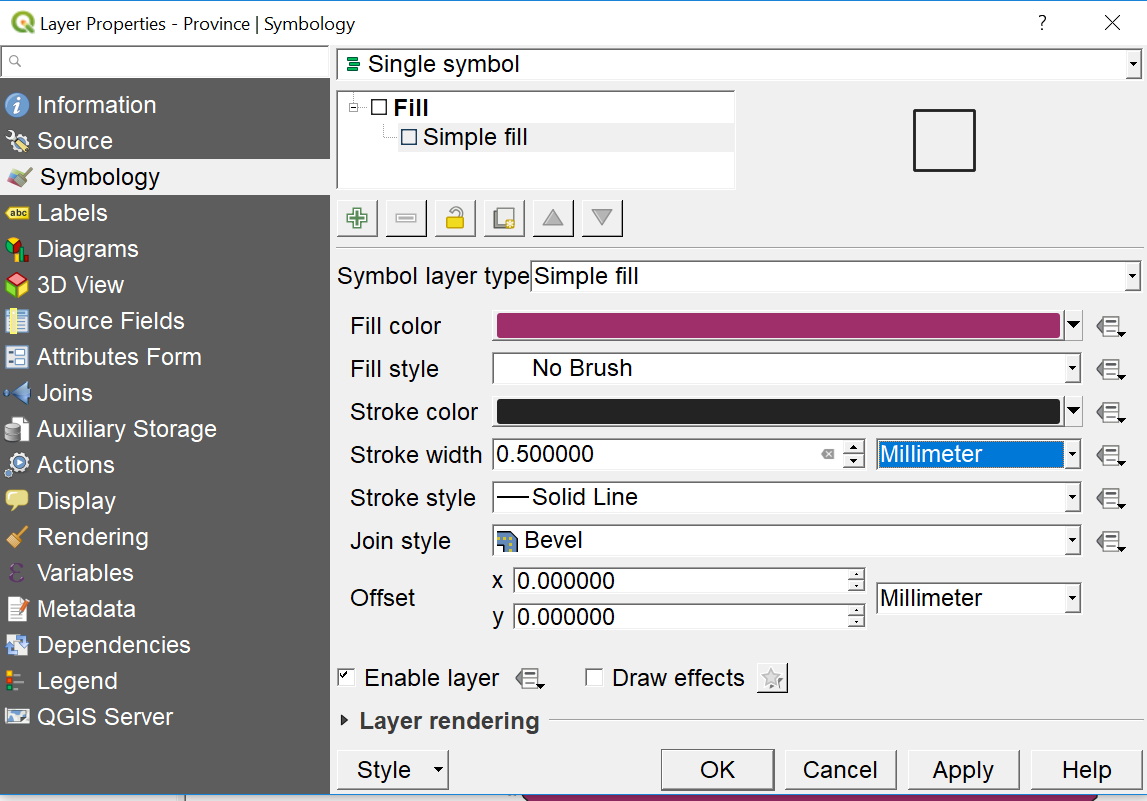 Layer Properties - Province | Symbology
?
Single symbol
Information
Source
Symbology
Labels
Diagrams
3D View
Source Fields
Attributes Form
Joins
Auxiliary Storage
Actions
Display
Rendering
Variables
Metadata
Dependencies
Legend
QGIS Server
Fill
Simple fill
Symbol layer type Simple fill
Fill color
Fill style No Brush
Stroke color
Stroke width 0.500000 Millimeter
Stroke style Solid Line
Join style Bevel
Offset x 0.000000 Millimeter
y 0.000000
Enable layer Draw effects
Layer rendering
Style OK Cancel Apply Help